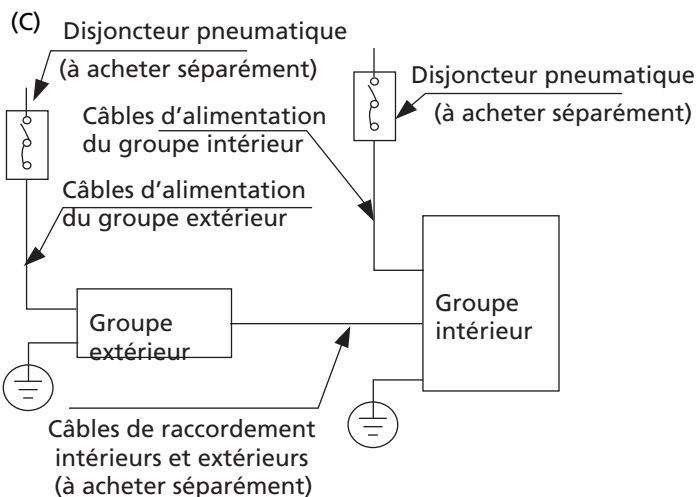 (C)
Disjoncteur pneumatique
(à acheter séparément)
Disjoncteur pneumatique
(à acheter séparément)
Câbles d’alimentation
du groupe intérieur
Câbles d’alimentation
du groupe extérieur
Groupe
extérieur
Groupe
intérieur
Câbles de raccordement
intérieurs et extérieurs
(à acheter séparément)